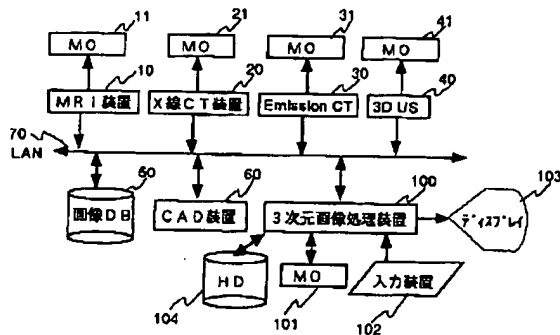 11 21 31 41
MO MO MO MO
10 20 30 40
MRI装置 X線CT装置 Emission CT 3D US
70
LAN
50 60 100 103
画像DB CAD装置 3次元画像処理装置 ディスプレイ
HD MO 入力装置
104 101 102